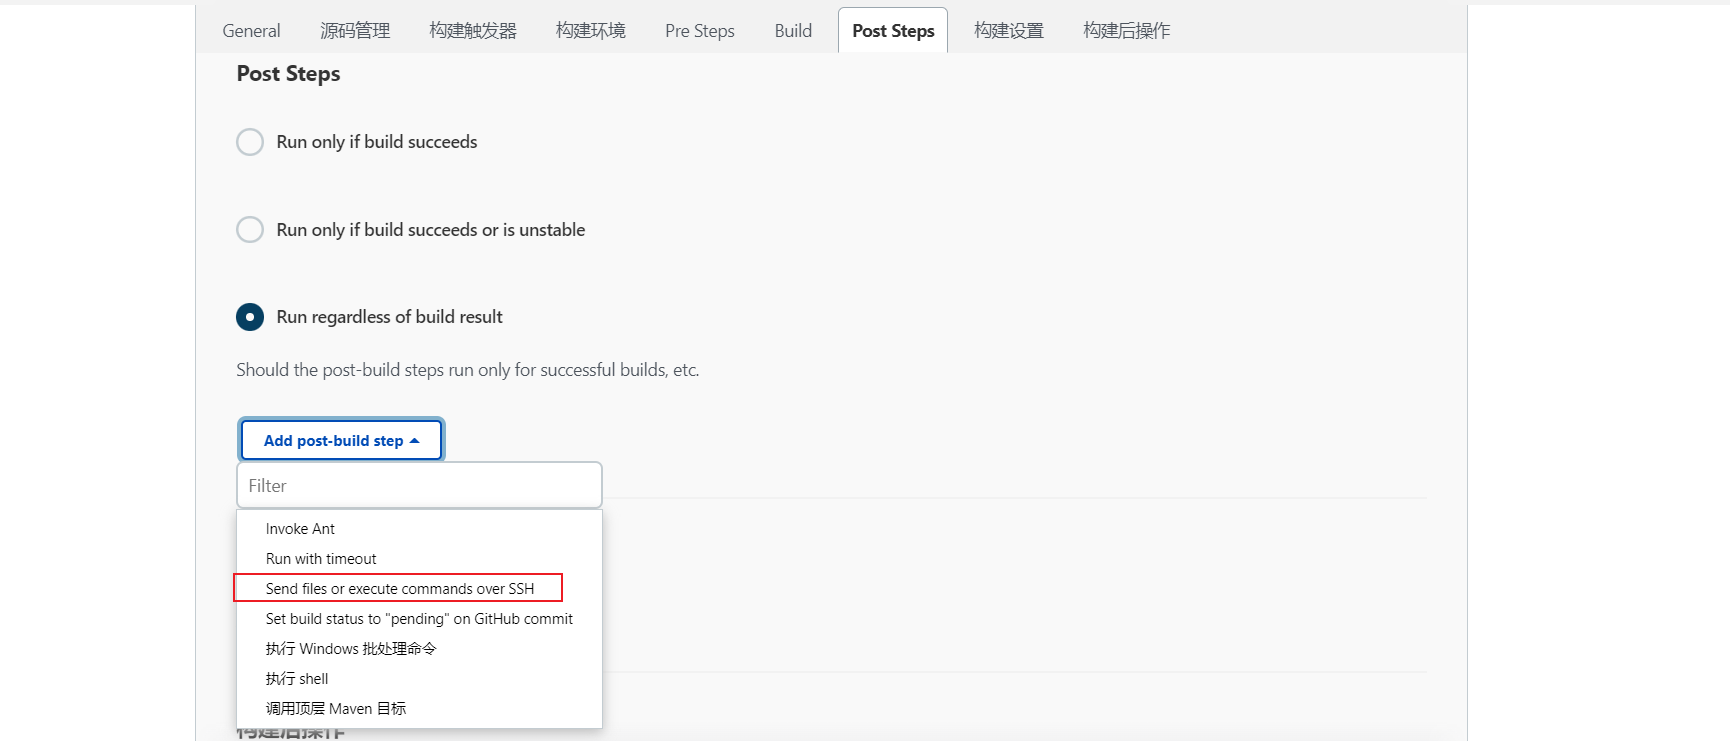 General 源码管理 构建触发器 构建环境 Pre Steps Build Post Steps 构建设置 构建后操作
Post Steps
Run only if build succeeds
Run only if build succeeds or is unstable
Run regardless of build result
Should the post-build steps run only for successful builds, etc.
Add post-build step
Filter
Invoke Ant
Run with timeout
Send files or execute commands over SSH
Set build status to "pending" on GitHub commit
执行 Windows 批处理命令
执行 shell
调用顶层 Maven 目标
构建后操作